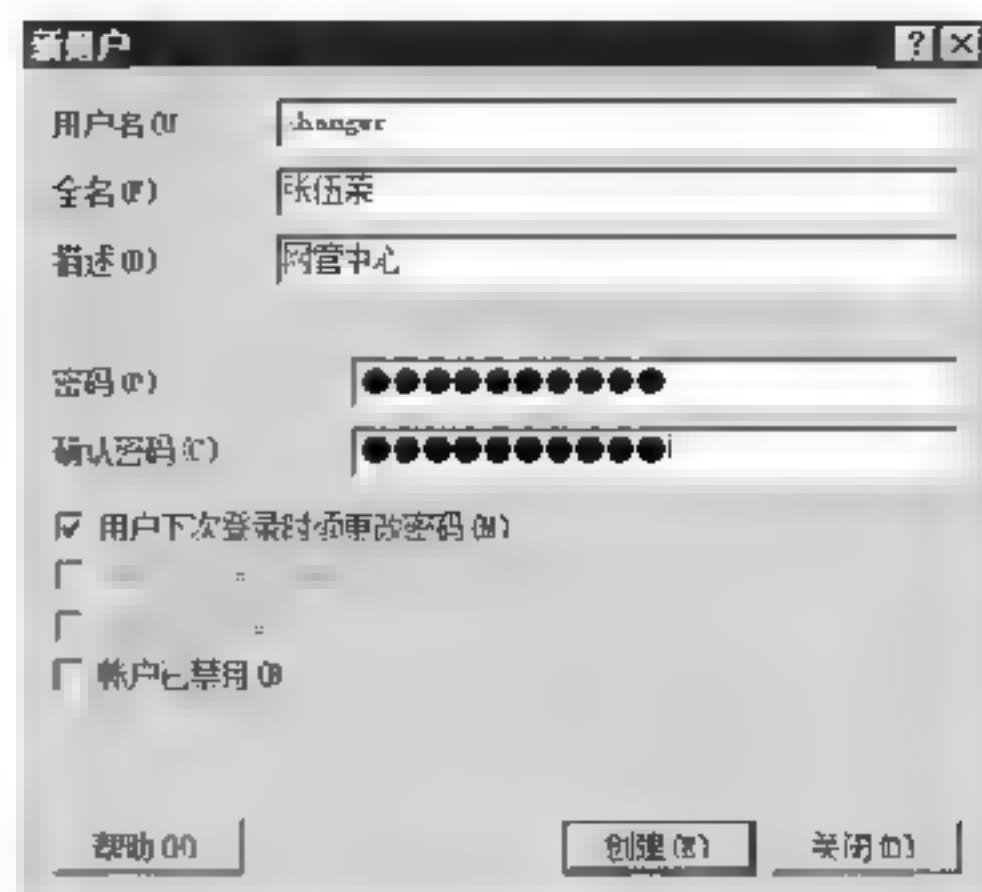 新用户
用户名(U
全名(F) 张伍荣
描述(D) 网管中心
密码(P) ●●●●●●●●●●
确认密码(C) ●●●●●●●●●●
用户下次登录时须更改密码(M)
帐户已禁用(B
帮助(H) 创建(E) 关闭(O)